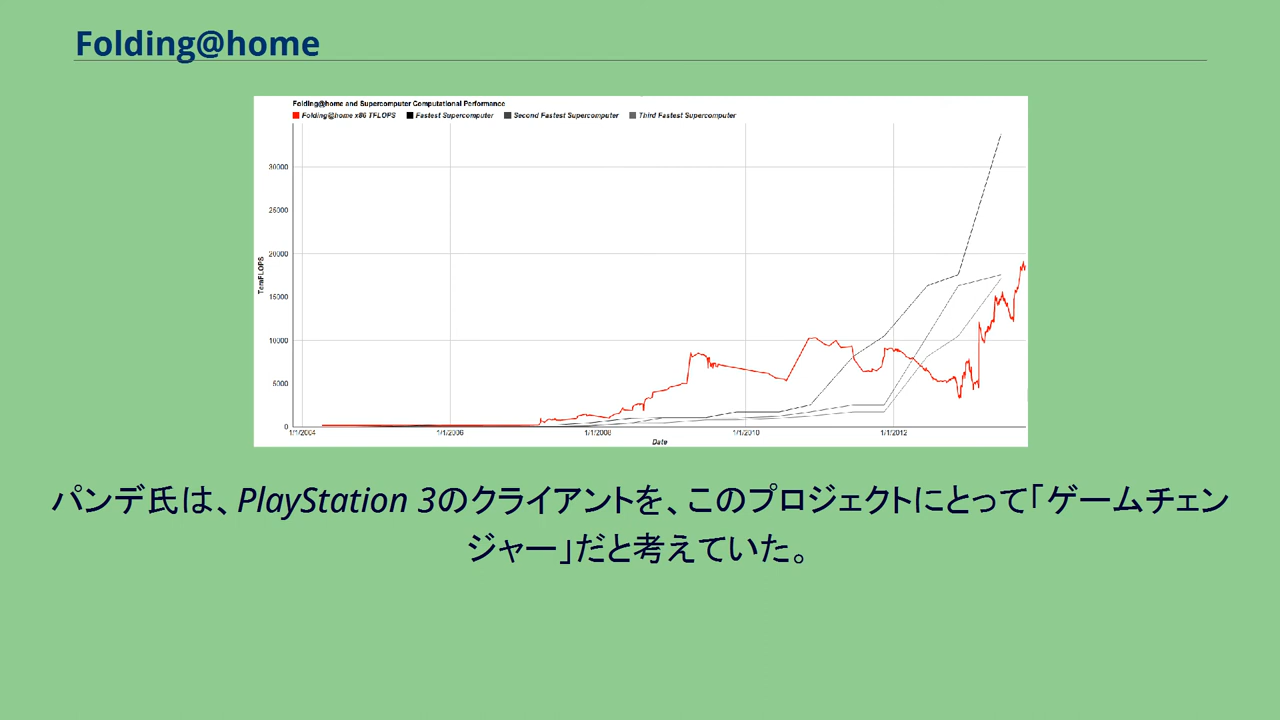 Folding@home
Folding@home and Supercomputer Computational Performance
Folding@home x86 TFLOPS Fastest Supercomputer Second Fastest Supercomputer Third Fastest Supercomputer
30000
25000
20000
15000
10000
5000
0
TeraFLOPS
1/1/2004 1/1/2006 1/1/2008 1/1/2010 1/1/2012
Date
パンデ氏は、PlayStation 3のクライアントを、このプロジェクトにとって「ゲームチェン
ジャー」だと考えていた。